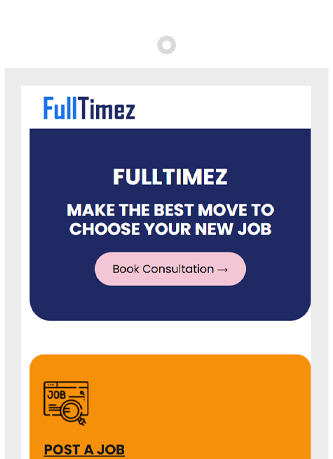 FullTimez
FULLTIMEZ
MAKE THE BEST MOVE TO
CHOOSE YOUR NEW JOB
Book Consultation →
JOB
POST A JOB